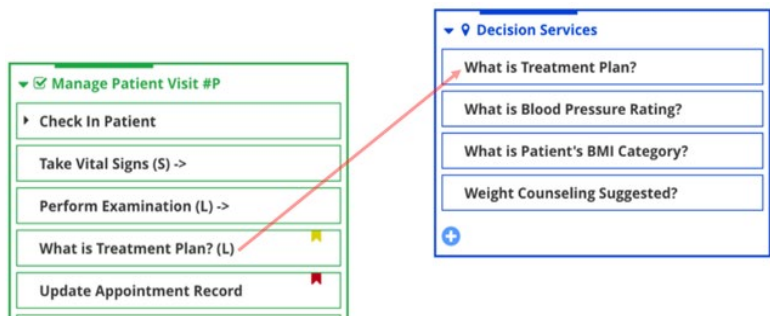 Manage Patient Visit #P
Check In Patient
Take Vital Signs (S) ->
Perform Examination (L) ->
What is Treatment Plan? (L)
Update Appointment Record
Decision Services
What is Treatment Plan?
What is Blood Pressure Rating?
What is Patient's BMI Category?
Weight Counseling Suggested?